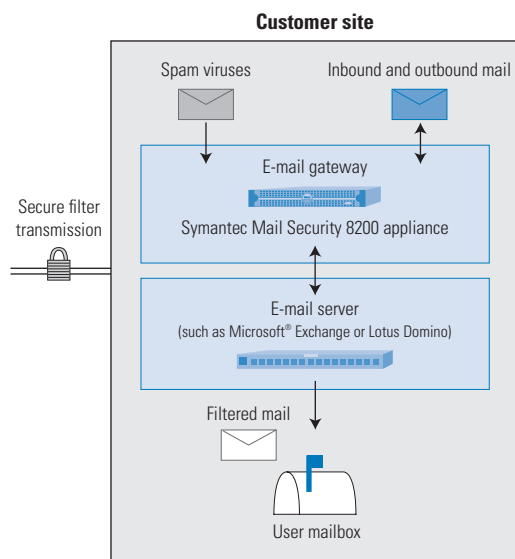 Customer site
Spam viruses
Inbound and outbound mail
E-mail gateway
Symantec Mail Security 8200 appliance
Secure filter
transmission
E-mail server
(such as Microsoft® Exchange or Lotus Domino)
Filtered mail
User mailbox